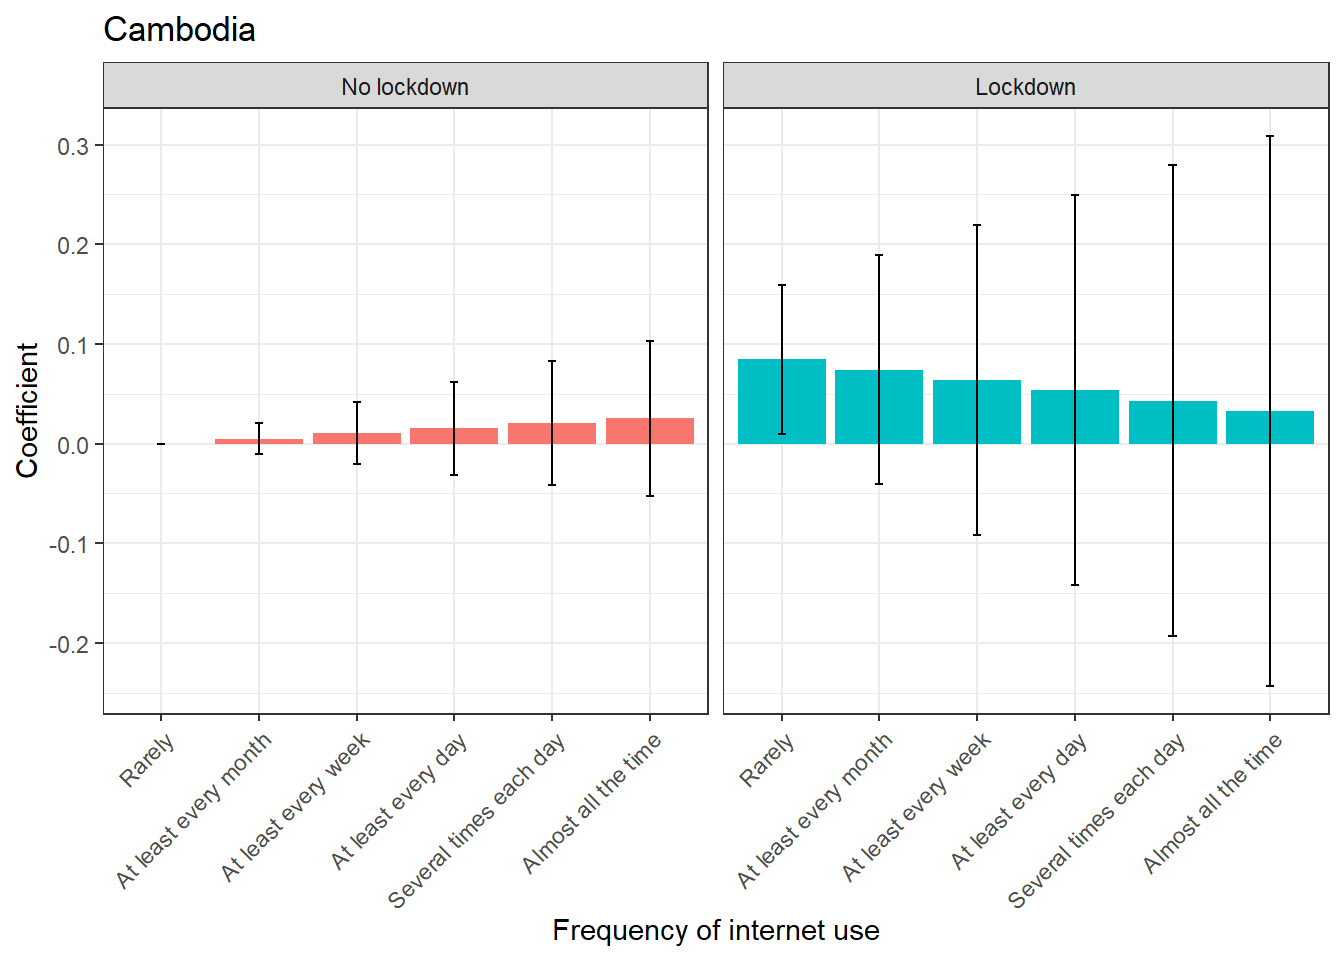 Cambodia
No lockdown
Lockdown
Coefficient
0.3
0.2
0.1
0.0
-0.1
-0.2
Rarely
At least every month
At least every week
At least every day
Several times each day
Almost all the time
Rarely
At least every month
At least every week
At least every day
Several times each day
Almost all the time
Frequency of internet use